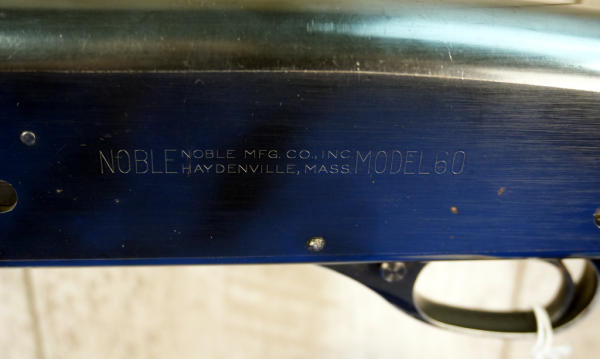 NOBLE NOBLE MFG. CO., INC. MODEL 60
HAYDENVILLE, MASS.